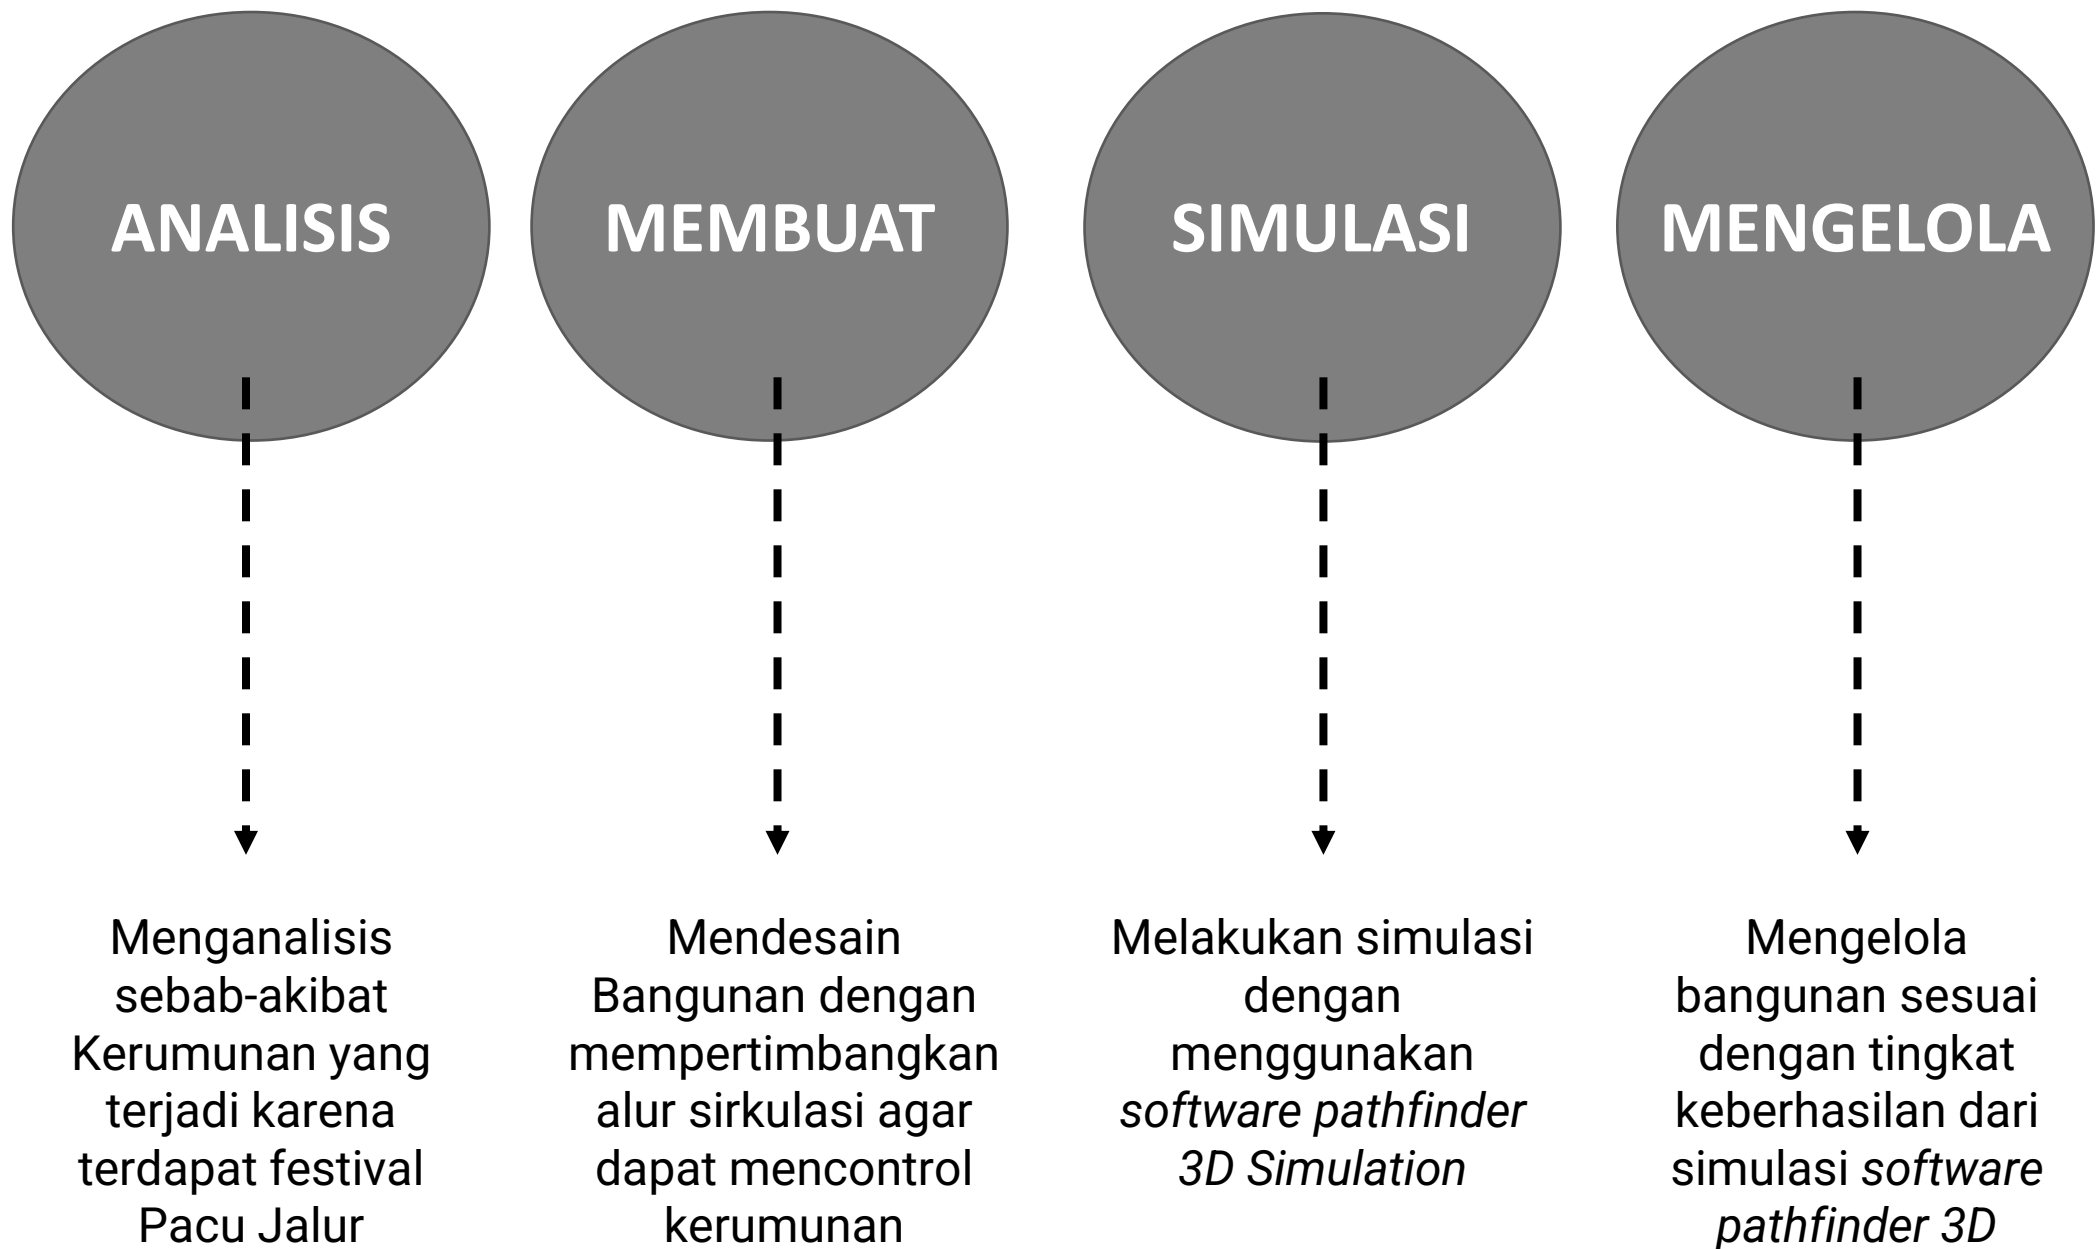 ANALISIS
MEMBUAT
SIMULASI
MENGELOLA
Menganalisis
sebab-akibat
Kerumunan yang
terjadi karena
terdapat festival
Pacu Jalur
Mendesain
Bangunan dengan
mempertimbangkan
alur sirkulasi agar
dapat mencontrol
kerumunan
Melakukan simulasi
dengan
menggunakan
software pathfinder
3D Simulation
Mengelola
bangunan sesuai
dengan tingkat
keberhasilan dari
simulasi software
pathfinder 3D